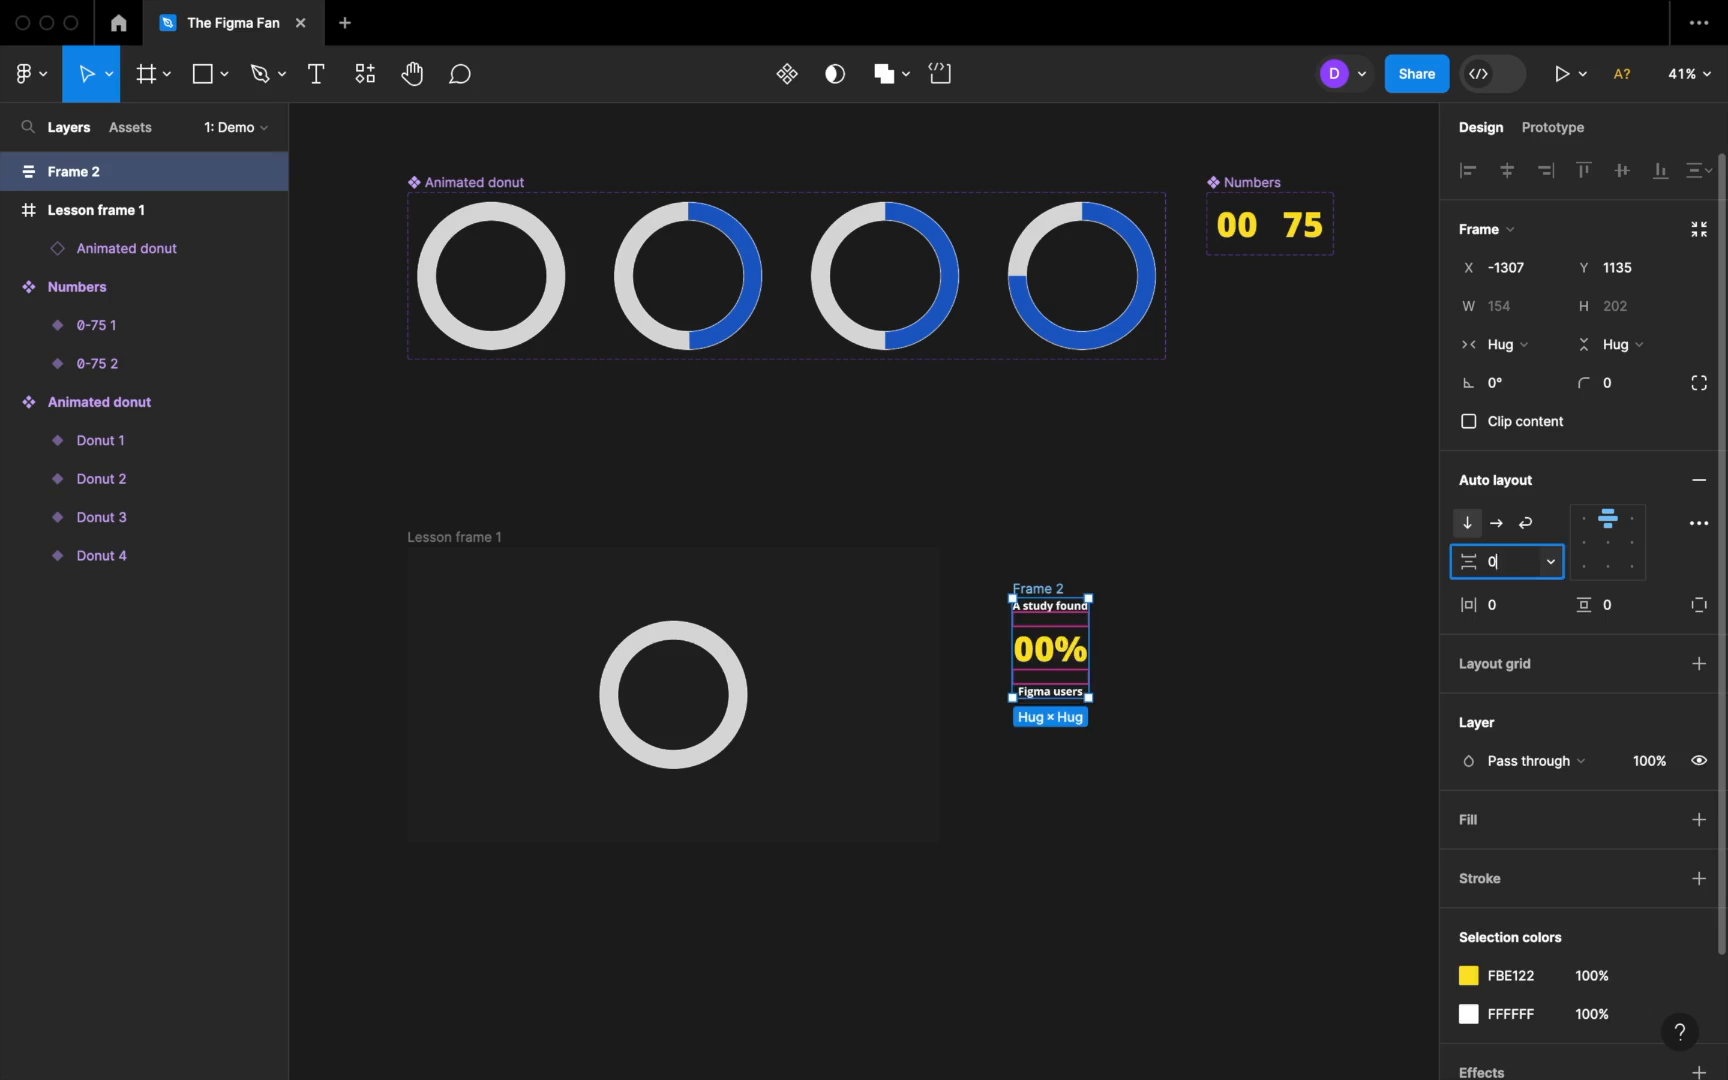 The Figma Fan
D
Share
A?
41%
Layers
Assets
1: Demo
Frame 2
Lesson frame 1
Animated donut
Numbers
0-75 1
0-75 2
Animated donut
Donut 1
Donut 2
Donut 3
Donut 4
Animated donut
Numbers
00 75
Lesson frame 1
Frame 2
A study found
00%
Figma users
Hug × Hug
Design
Prototype
Frame
X -1307
Y 1135
W 154
H 202
Hug
Hug
0°
0
Clip content
Auto layout
0
0
0
Layout grid
Layer
Pass through
100%
Fill
Stroke
Selection colors
FBE122
100%
FFFFFF
100%
?
Effects